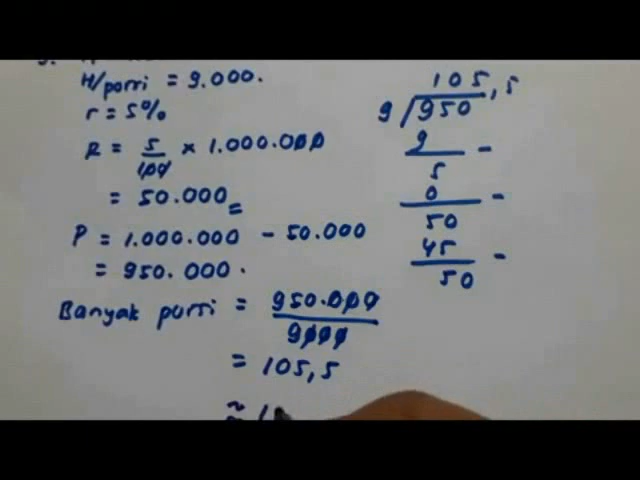 H/porsi = 9.000.
r = 5%
R = 5/100 × 1.000.000
= 50.000
P = 1.000.000 - 50.000
= 950.000.
Banyak porsi = 950.000/9000
= 105,5
≈ 1
105,5
9 950
9 -
5
0 -
50
45 -
50